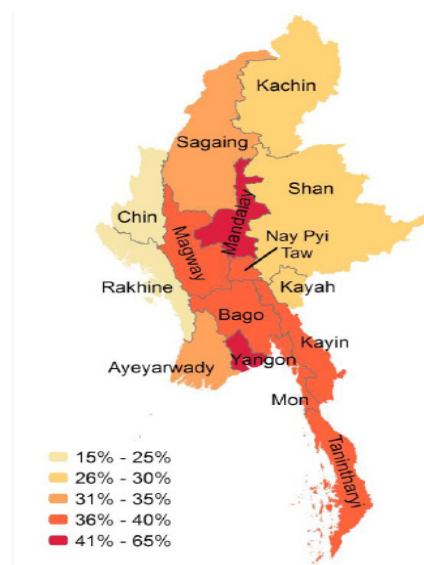 Kachin
Sagaing
Shan
Chin
Mandalay
Magway
Nay Pyi
Taw
Rakhine
Kayah
Bago
Kayin
Ayeyarwady
Yangon
Mon
Tanintharyi
15% - 25%
26% - 30%
31% - 35%
36% - 40%
41% - 65%